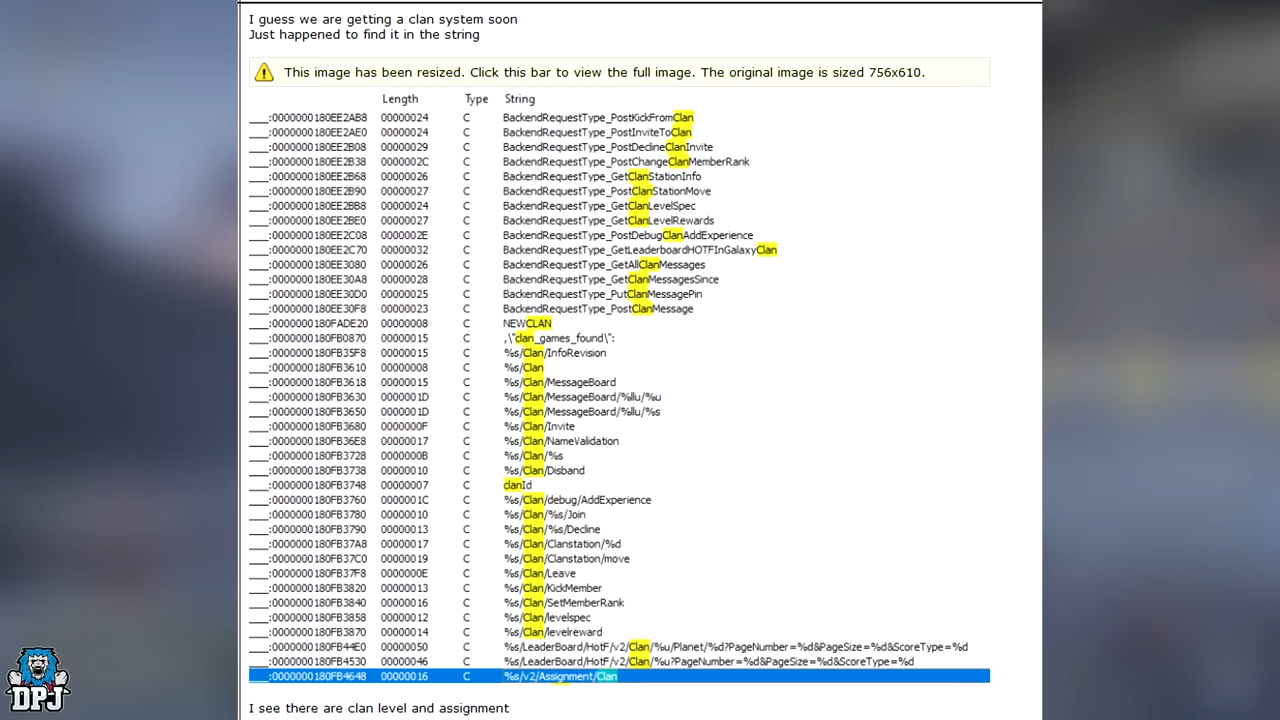 I guess we are getting a clan system soon
Just happened to find it in the string
This image has been resized. Click this bar to view the full image. The original image is sized 756x610.
Length Type String
___:0000000180EE2AB8 00000024 C BackendRequestType_PostKickFromClan
___:0000000180EE2AE0 00000024 C BackendRequestType_PostInviteToClan
___:0000000180EE2B08 00000029 C BackendRequestType_PostDeclineClanInvite
___:0000000180EE2B38 0000002C C BackendRequestType_PostChangeClanMemberRank
___:0000000180EE2B68 00000026 C BackendRequestType_GetClanStationInfo
___:0000000180EE2B90 00000027 C BackendRequestType_PostClanStationMove
___:0000000180EE2BB8 00000024 C BackendRequestType_GetClanLevelSpec
___:0000000180EE2BE0 00000027 C BackendRequestType_GetClanLevelRewards
___:0000000180EE2C08 0000002E C BackendRequestType_PostDebugClanAddExperience
___:0000000180EE2C70 00000032 C BackendRequestType_GetLeaderboardHOTFInGalaxyClan
___:0000000180EE3080 00000026 C BackendRequestType_GetAllClanMessages
___:0000000180EE30A8 00000028 C BackendRequestType_GetClanMessagesSince
___:0000000180EE30D0 00000025 C BackendRequestType_PutClanMessagePin
___:0000000180EE30F8 00000023 C BackendRequestType_PostClanMessage
___:0000000180FADE20 00000008 C NEWCLAN
___:0000000180FB0870 00000015 C ,\"clan_games_found\":
___:0000000180FB35F8 00000015 C %s/Clan/InfoRevision
___:0000000180FB3610 00000008 C %s/Clan
___:0000000180FB3618 00000015 C %s/Clan/MessageBoard
___:0000000180FB3630 0000001D C %s/Clan/MessageBoard/%llu/%u
___:0000000180FB3650 0000001D C %s/Clan/MessageBoard/%llu/%s
___:0000000180FB3680 0000000F C %s/Clan/Invite
___:0000000180FB36E8 00000017 C %s/Clan/NameValidation
___:0000000180FB3728 0000000B C %s/Clan/%s
___:0000000180FB3738 00000010 C %s/Clan/Disband
___:0000000180FB3748 00000007 C clanId
___:0000000180FB3760 0000001C C %s/Clan/debug/AddExperience
___:0000000180FB3780 00000010 C %s/Clan/%s/Join
___:0000000180FB3790 00000013 C %s/Clan/%s/Decline
___:0000000180FB37A8 00000017 C %s/Clan/Clanstation/%d
___:0000000180FB37C0 00000019 C %s/Clan/Clanstation/move
___:0000000180FB37F8 0000000E C %s/Clan/Leave
___:0000000180FB3820 00000013 C %s/Clan/KickMember
___:0000000180FB3840 00000016 C %s/Clan/SetMemberRank
___:0000000180FB3858 00000012 C %s/Clan/levelspec
___:0000000180FB3870 00000014 C %s/Clan/levelreward
___:0000000180FB44E0 00000050 C %s/LeaderBoard/HotF/v2/Clan/%u/Planet/%d?PageNumber=%d&PageSize=%d&ScoreType=%d
___:0000000180FB4530 00000046 C %s/LeaderBoard/HotF/v2/Clan/%u?PageNumber=%d&PageSize=%d&ScoreType=%d
___:0000000180FB4648 00000016 C %s/v2/Assignment/Clan
I see there are clan level and assignment
DPJ